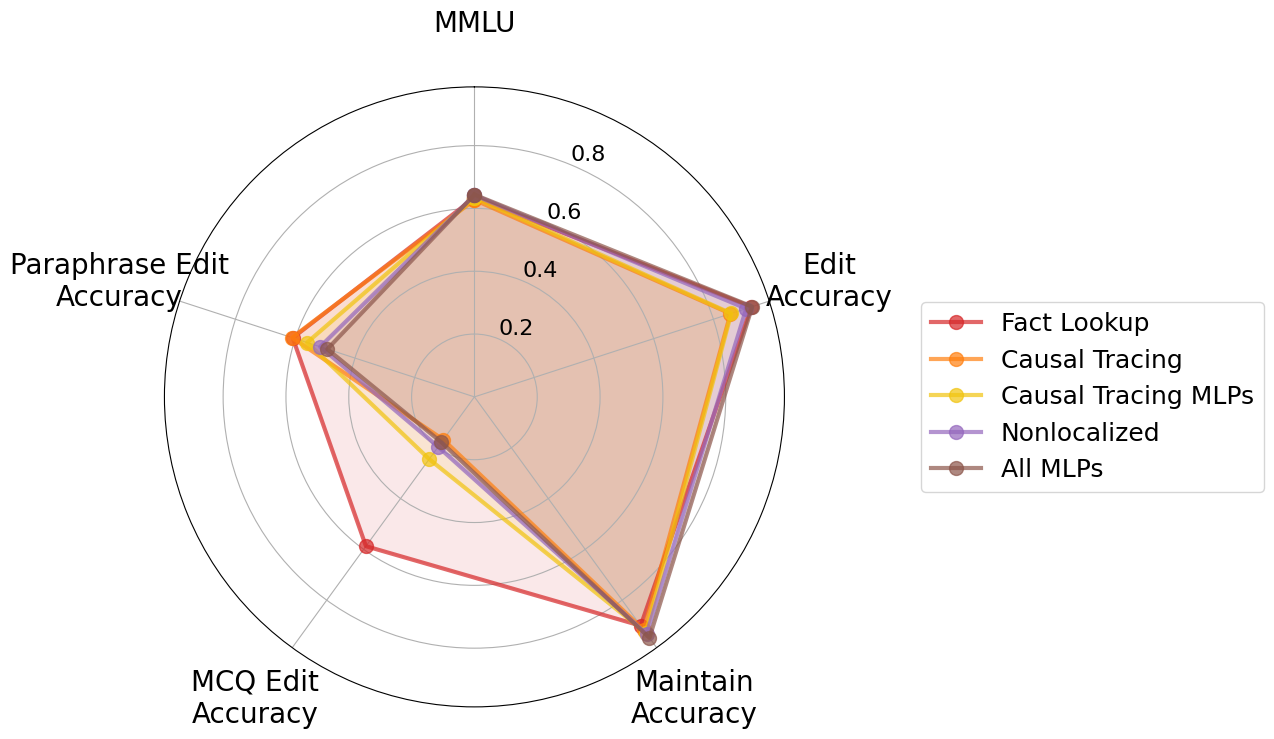 MMLU
0.8
0.6
0.4
0.2
Edit
Accuracy
Paraphrase Edit
Accuracy
MCQ Edit
Accuracy
Maintain
Accuracy
Fact Lookup
Causal Tracing
Causal Tracing MLPs
Nonlocalized
All MLPs